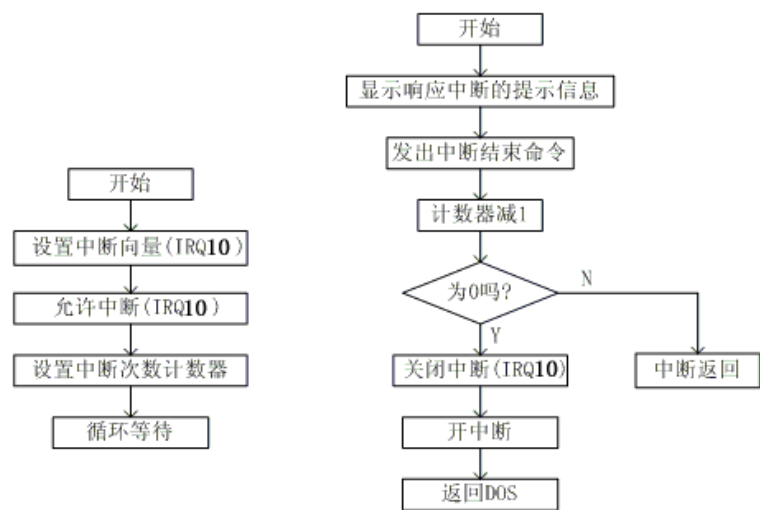 开始
设置中断向量(IRQ10)
允许中断(IRQ10)
设置中断次数计数器
循环等待
开始
显示响应中断的提示信息
发出中断结束命令
计数器减1
为0吗?
N
Y
关闭中断(IRQ10)
中断返回
开中断
返回DOS